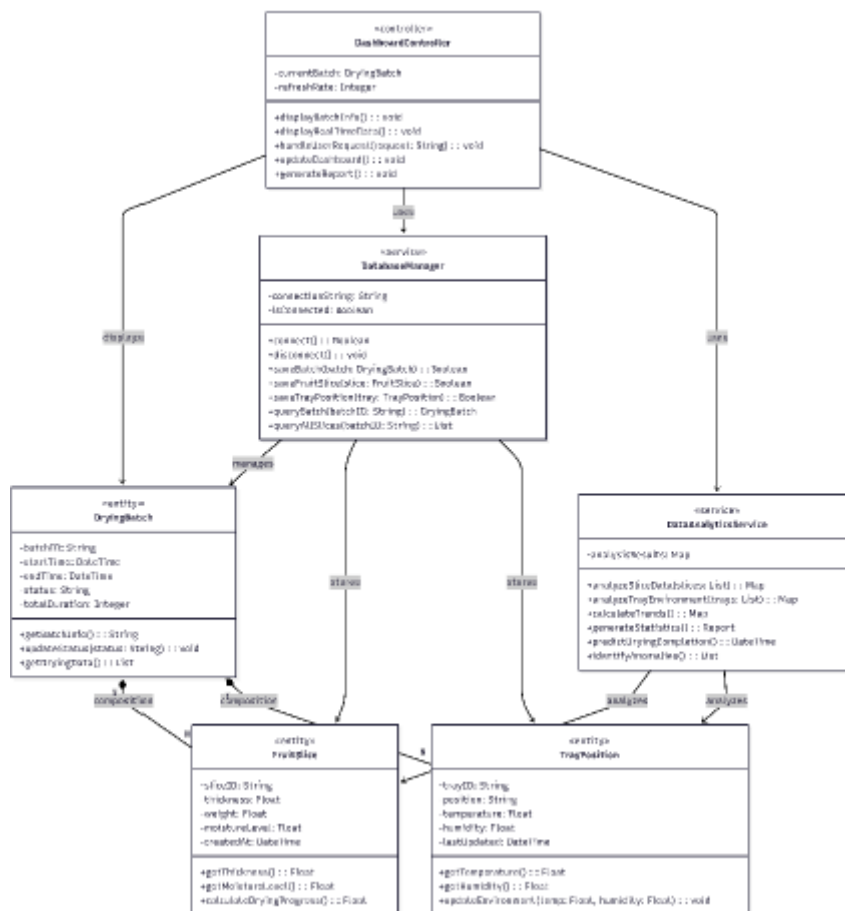 «controller»
DashboardController
-currentBatch: DryingBatch
-refreshRate: Integer
+displayBatchInfo() : : void
+displayRealTimeData() : : void
+handleUserRequest(request: String) : : void
+updateDashboard() : : void
+generateReport() : : void
uses
«service»
DatabaseManager
-connectionString: String
-isConnected: Boolean
+connect() : : Boolean
+disconnect() : : void
+saveBatch(batch: DryingBatch) : : Boolean
+saveFruitSlice(slice: FruitSlice) : : Boolean
+saveTrayPosition(tray: TrayPosition) : : Boolean
+queryBatch(batchID: String) : : DryingBatch
+queryAllSlices(batchID: String) : : List
displays
uses
manages
«entity»
DryingBatch
-batchID: String
-startTime: DateTime
-endTime: DateTime
-status: String
-totalDuration: Integer
+getBatchInfo() : : String
+updateStatus(status: String) : : void
+getDryingData() : : List
«service»
DataAnalyticsService
-analysisResults: Map
+analyzeSliceData(slices: List) : : Map
+analyzeTrayEnvironment(trays: List) : : Map
+calculateTrends() : : Map
+generateStatistics() : : Report
+predictDryingCompletion() : : DateTime
+identifyAnomalies() : : List
stores
stores
1
1
composition
composition
analyzes
analyzes
«entity»
FruitSlice
-sliceID: String
-thickness: Float
-weight: Float
-moistureLevel: Float
-createdAt: DateTime
+getThickness() : : Float
+getMoistureLevel() : : Float
+calculateDryingProgress() : : Float
«entity»
TrayPosition
-trayID: String
-position: String
-temperature: Float
-humidity: Float
-lastUpdated: DateTime
+getTemperature() : : Float
+getHumidity() : : Float
+updateEnvironment(temp: Float, humidity: Float) : : void